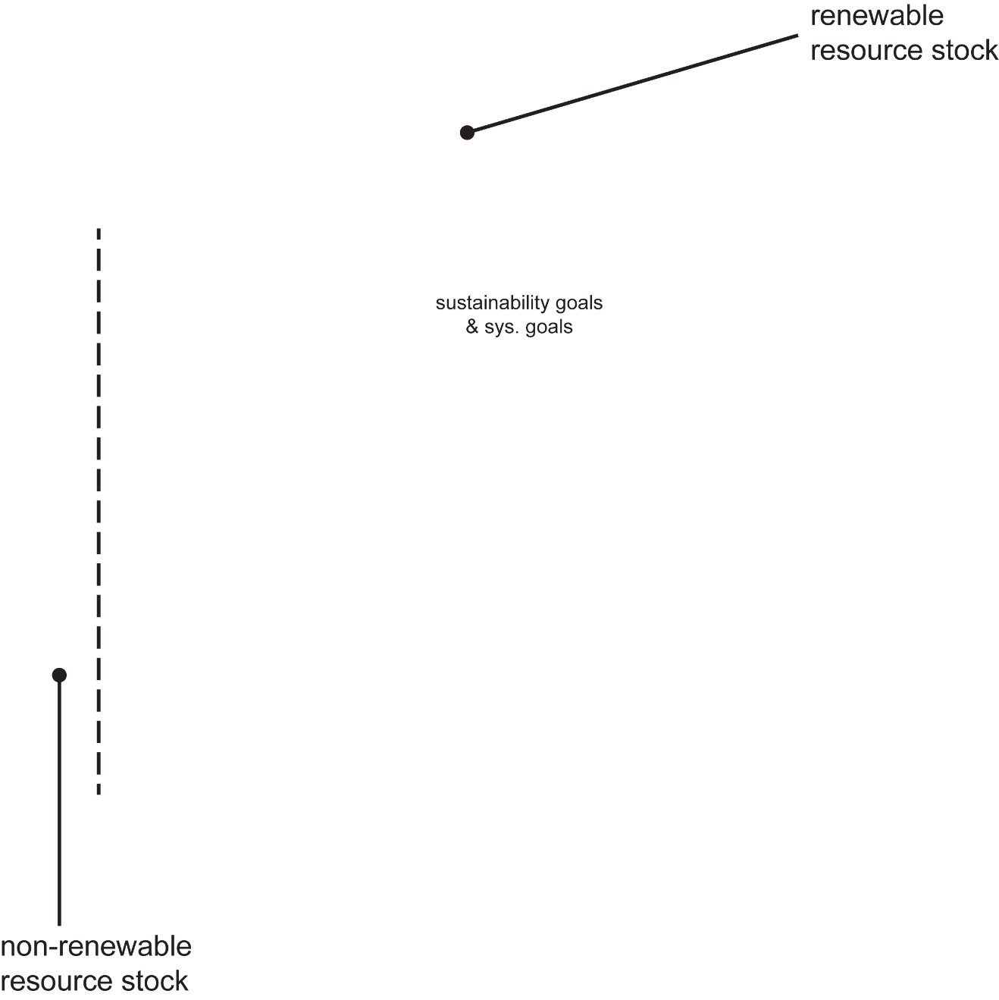 renewable
resource stock
sustainability goals
& sys. goals
non-renewable
resource stock